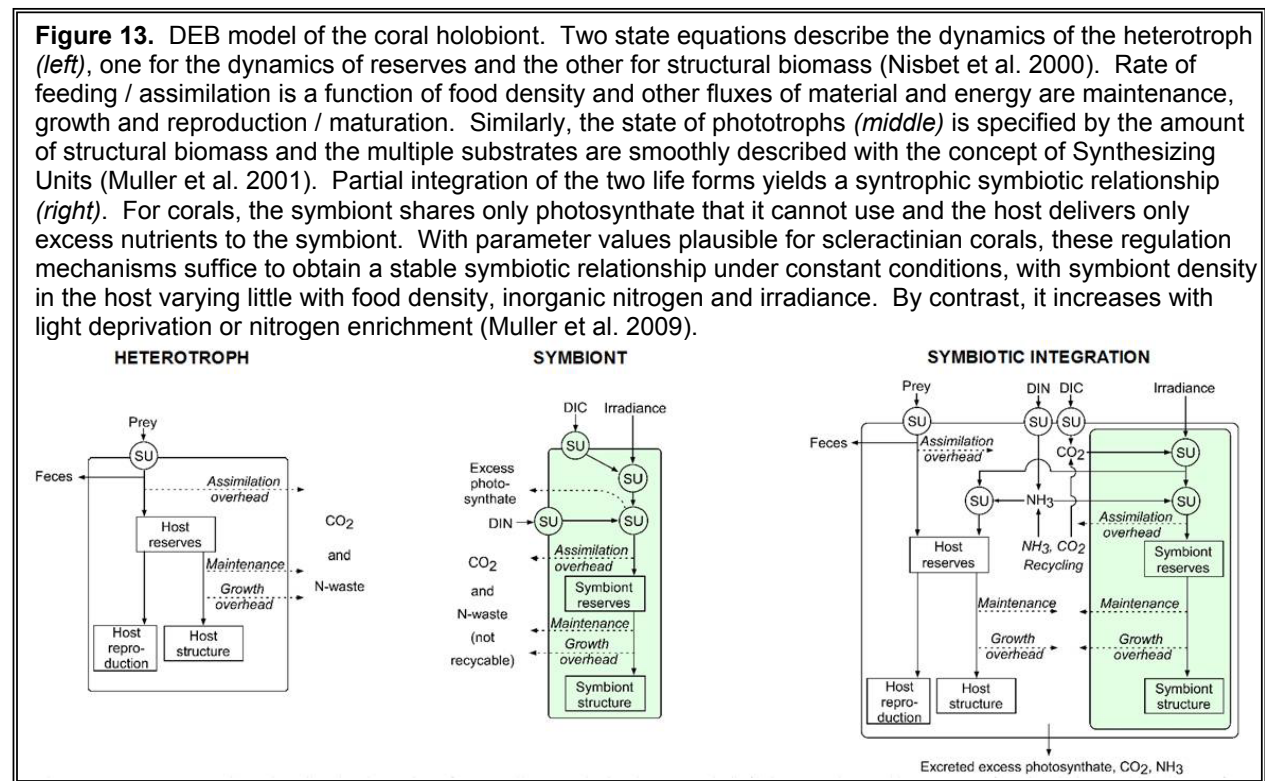 Figure 13. DEB model of the coral holobiont. Two state equations describe the dynamics of the heterotroph
(left), one for the dynamics of reserves and the other for structural biomass (Nisbet et al. 2000). Rate of
feeding / assimilation is a function of food density and other fluxes of material and energy are maintenance,
growth and reproduction / maturation. Similarly, the state of phototrophs (middle) is specified by the amount
of structural biomass and the multiple substrates are smoothly described with the concept of Synthesizing
Units (Muller et al. 2001). Partial integration of the two life forms yields a syntrophic symbiotic relationship
(right). For corals, the symbiont shares only photosynthate that it cannot use and the host delivers only
excess nutrients to the symbiont. With parameter values plausible for scleractinian corals, these regulation
mechanisms suffice to obtain a stable symbiotic relationship under constant conditions, with symbiont density
in the host varying little with food density, inorganic nitrogen and irradiance. By contrast, it increases with
light deprivation or nitrogen enrichment (Muller et al. 2009).
HETEROTROPH
Prey
SU
Feces
Assimilation
overhead
Host
reserves
CO2
and
N-waste
Maintenance
Growth
overhead
Host
repro-
duction
Host
structure
SYMBIONT
DIC
Irradiance
SU
SU
Excess
photo-
synthate
DIN
SU
SU
Assimilation
overhead
CO2
and
N-waste
(not
recycable)
Symbiont
reserves
Maintenance
Growth
overhead
Symbiont
structure
SYMBIOTIC INTEGRATION
Prey
DIN
DIC
Irradiance
SU
SU
SU
Feces
Assimilation
overhead
CO2
SU
SU
NH3
SU
Assimilation
overhead
Host
reserves
NH3, CO2
Recycling
Symbiont
reserves
Maintenance
Maintenance
Growth
overhead
Growth
overhead
Host
repro-
duction
Host
structure
Symbiont
structure
Excreted excess photosynthate, CO2, NH3